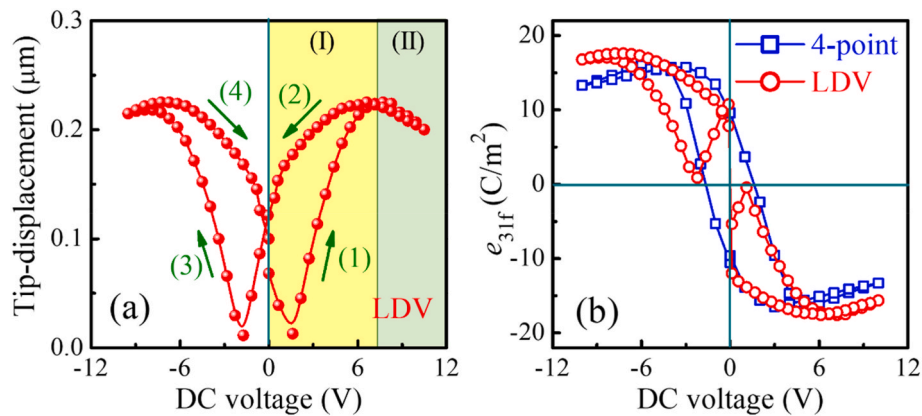 Tip-displacement (μm)
0.3
0.2
0.1
0.0
(I)
(II)
(4)
(2)
(3)
(1)
(a)
LDV
-12
-6
0
6
12
DC voltage (V)
e31f (C/m²)
20
10
0
-10
-20
4-point
LDV
(b)
-12
-6
0
6
12
DC voltage (V)